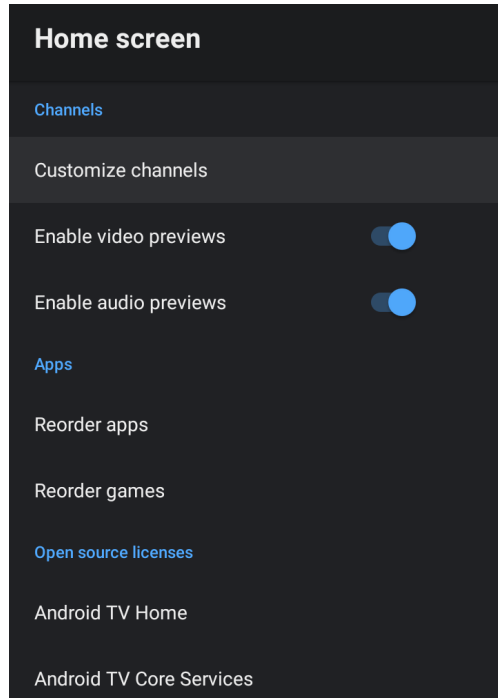 Home screen
Channels
Customize channels
Enable video previews
Enable audio previews
Apps
Reorder apps
Reorder games
Open source licenses
Android TV Home
Android TV Core Services